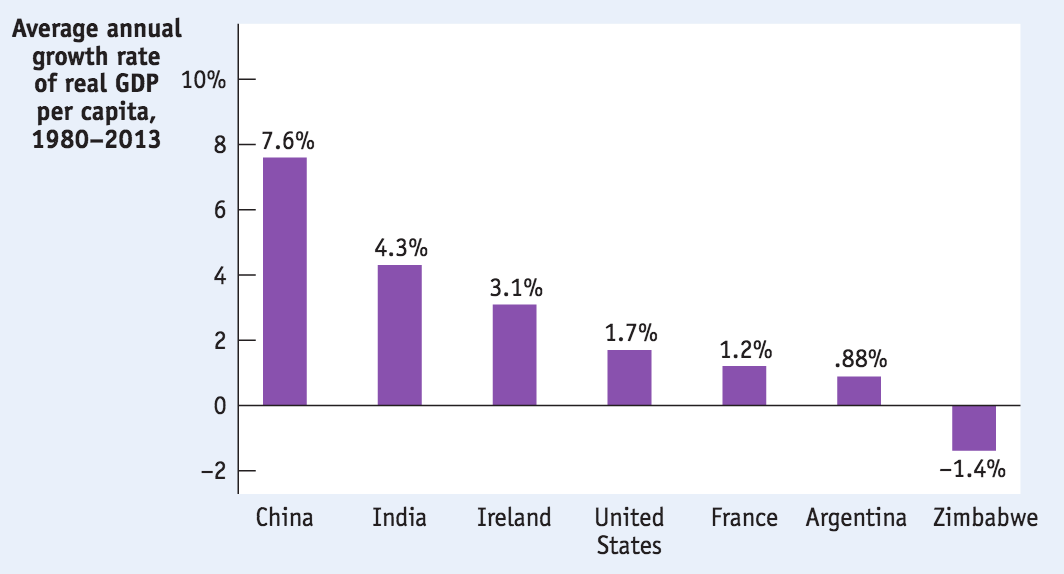 Average annual
growth rate
of real GDP
per capita,
1980–2013
10%
8
6
4
2
0
–2
7.6%
4.3%
3.1%
1.7%
1.2%
.88%
–1.4%
China
India
Ireland
United
States
France
Argentina
Zimbabwe